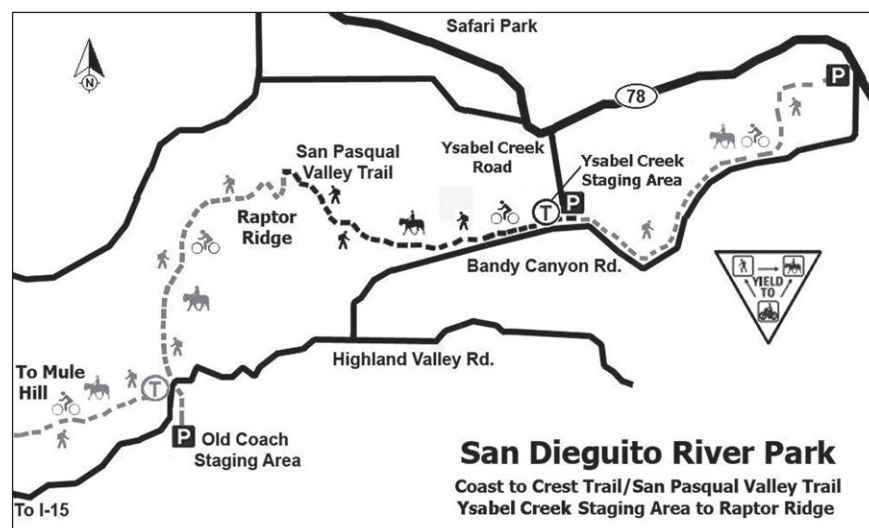 Safari Park
N
P
78
San Pasqual
Valley Trail
Ysabel Creek
Road
Ysabel Creek
Staging Area
P
T
Raptor
Ridge
Bandy Canyon Rd.
YIELD
TO
Highland Valley Rd.
To Mule
Hill
T
P
Old Coach
Staging Area
San Dieguito River Park
Coast to Crest Trail/San Pasqual Valley Trail
Ysabel Creek Staging Area to Raptor Ridge
To I-15